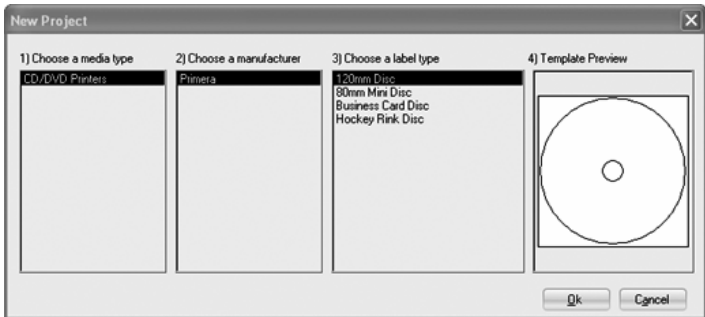 New Project
1) Choose a media type
CD/DVD Printers
2) Choose a manufacturer
Primera
3) Choose a label type
120mm Disc
80mm Mini Disc
Business Card Disc
Hockey Rink Disc
4) Template Preview
Ok
Cancel